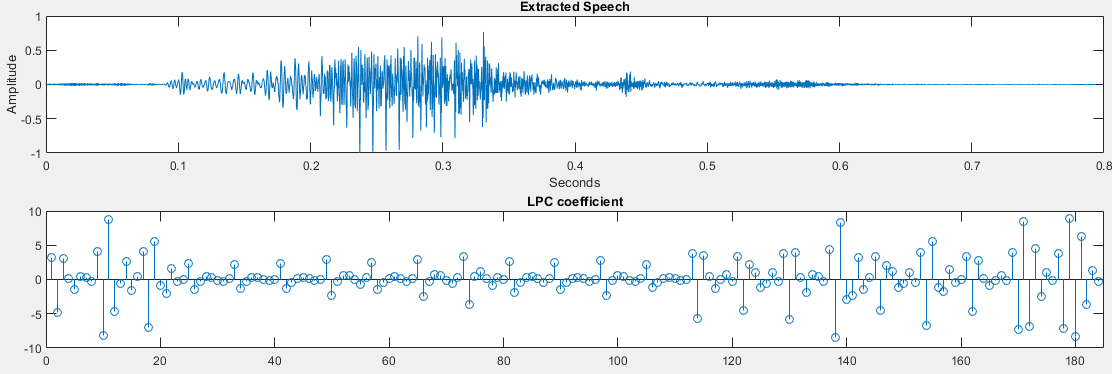 Extracted Speech
1
0.5
0
-0.5
-1
Amplitude
0 0.1 0.2 0.3 0.4 0.5 0.6 0.7 0.8
Seconds
LPC coefficient
10
5
0
-5
-10
0 20 40 60 80 100 120 140 160 180